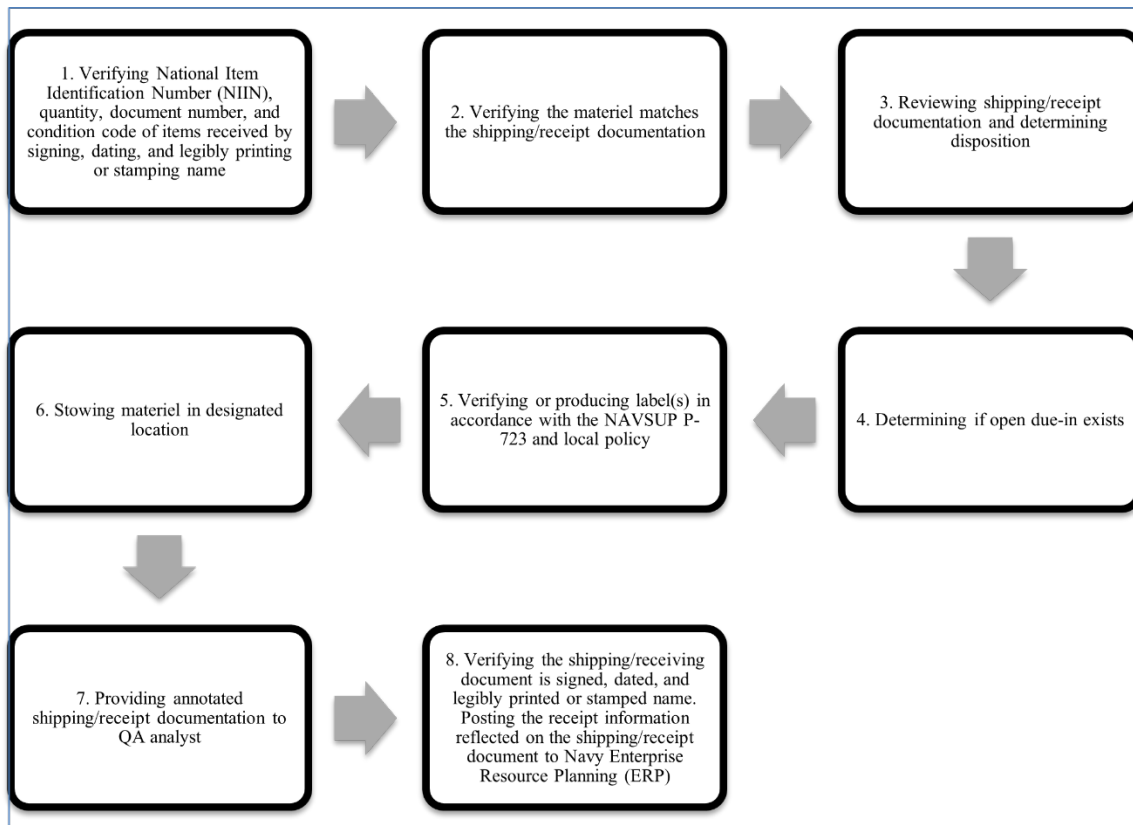 1. Verifying National Item
Identification Number (NIIN),
quantity, document number, and
condition code of items received by
signing, dating, and legibly printing
or stamping name
2. Verifying the materiel matches
the shipping/receipt documentation
3. Reviewing shipping/receipt
documentation and determining
disposition
4. Determining if open due-in exists
5. Verifying or producing label(s) in
accordance with the NAVSUP P-
723 and local policy
6. Stowing materiel in designated
location
7. Providing annotated
shipping/receipt documentation to
QA analyst
8. Verifying the shipping/receiving
document is signed, dated, and
legibly printed or stamped name.
Posting the receipt information
reflected on the shipping/receipt
document to Navy Enterprise
Resource Planning (ERP)